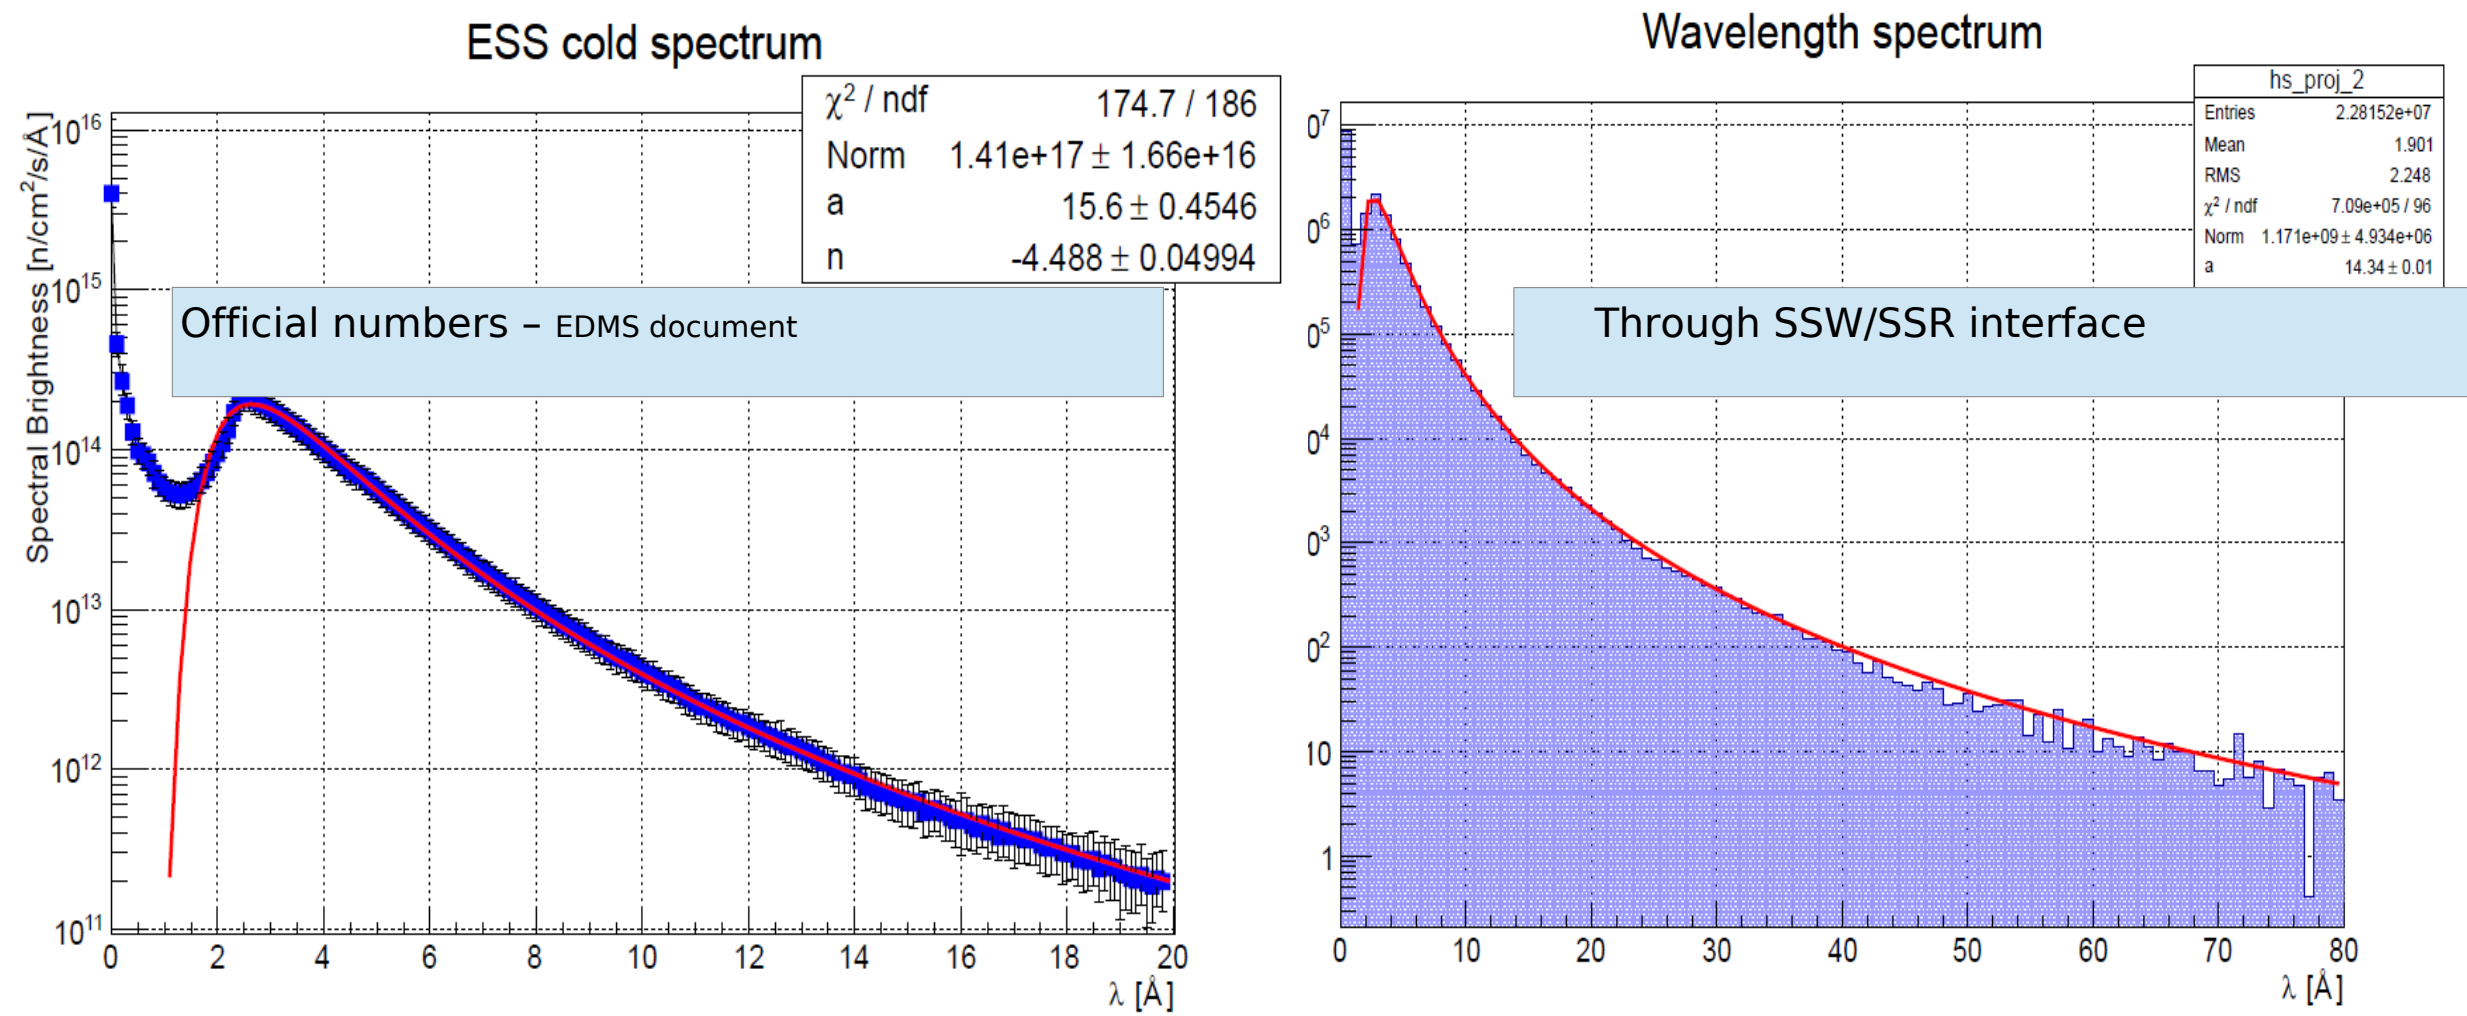 ESS cold spectrum
χ² / ndf 174.7 / 186
Norm 1.41e+17 ± 1.66e+16
a 15.6 ± 0.4546
n -4.488 ± 0.04994
Spectral Brightness [n/cm²/s/Å]
10¹⁶
10¹⁵
10¹⁴
10¹³
10¹²
10¹¹
Official numbers – EDMS document
0 2 4 6 8 10 12 14 16 18 20
λ [Å]
Wavelength spectrum
hs_proj_2
Entries 2.28152e+07
Mean 1.901
RMS 2.248
χ² / ndf 7.09e+05 / 96
Norm 1.171e+09 ± 4.934e+06
a 14.34 ± 0.01
Through SSW/SSR interface
0⁷
0⁶
0⁵
0⁴
0³
0²
10
1
0 10 20 30 40 50 60 70 80
λ [Å]